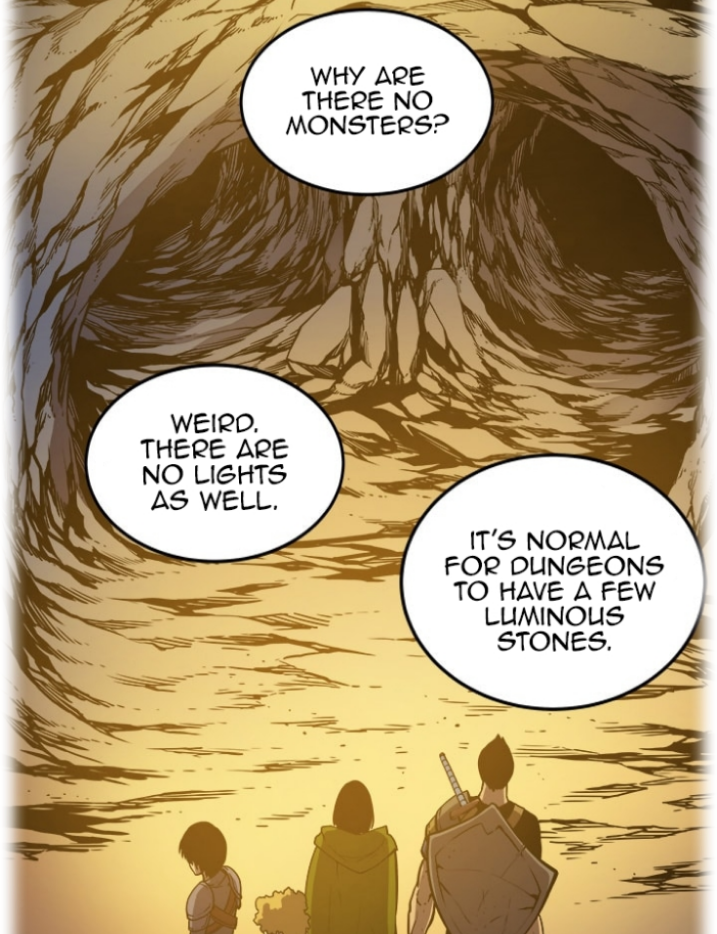 WHY ARE
THERE NO
MONSTERS?
WEIRD.
THERE ARE
NO LIGHTS
AS WELL.
IT'S NORMAL
FOR DUNGEONS
TO HAVE A FEW
LUMINOUS
STONES.